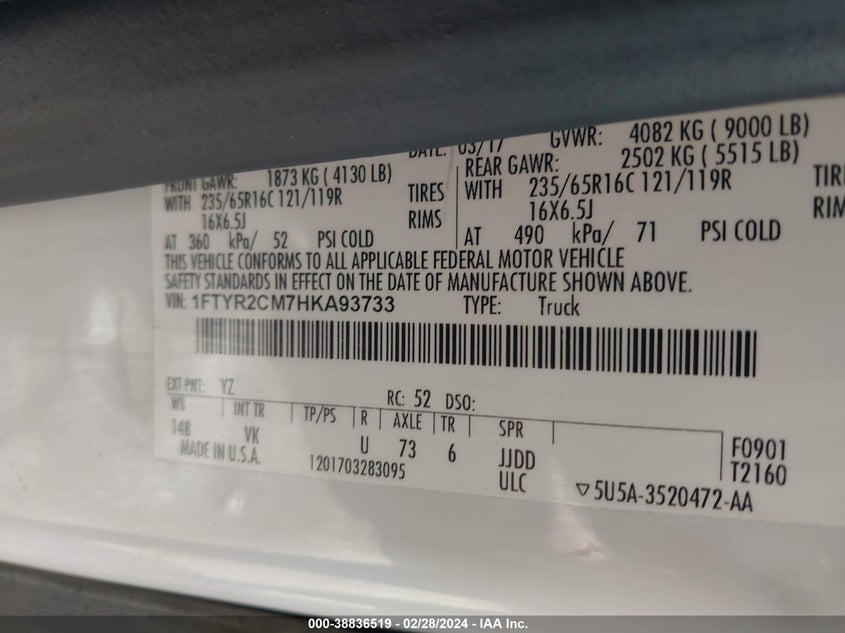 DATE: 03/17 GVWR: 4082 KG ( 9000 LB)
FRONT GAWR: 1873 KG ( 4130 LB) REAR GAWR: 2502 KG ( 5515 LB)
WITH 235/65R16C 121/119R TIRES WITH 235/65R16C 121/119R TIRE
16X6.5J RIMS 16X6.5J RIM
AT 360 kPa/ 52 PSI COLD AT 490 kPa/ 71 PSI COLD
THIS VEHICLE CONFORMS TO ALL APPLICABLE FEDERAL MOTOR VEHICLE
SAFETY STANDARDS IN EFFECT ON THE DATE OF MANUFACTURE SHOWN ABOVE.
VIN: 1FTYR2CM7HKA93733 TYPE: Truck
EXT PNT: YZ RC: 52 DSO:
WB INT TR TP/PS R AXLE TR SPR
148 VK U 73 6 JJDD F0901
MADE IN U.S.A. 1201703283095 ULC T2160
5U5A-3520472-AA
000-38836519 / 02/28/2024 - IAA Inc.